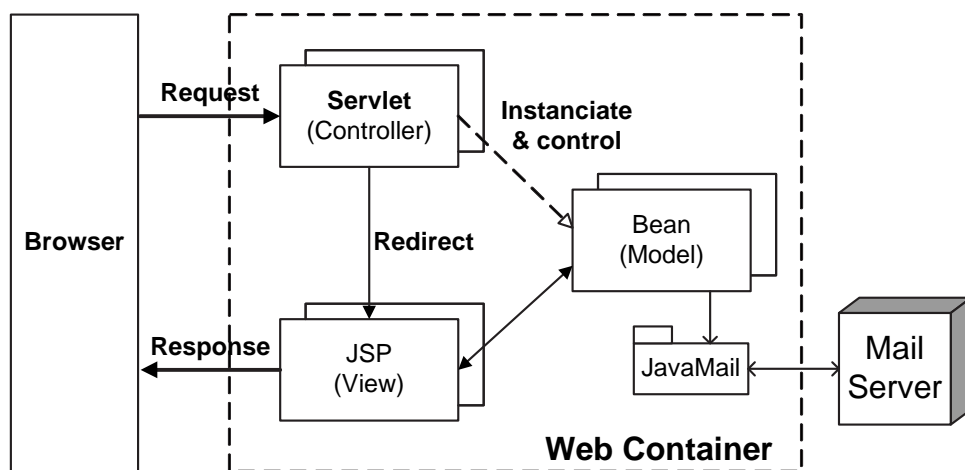 Browser
Request
Servlet
(Controller)
Instanciate
& control
Redirect
Bean
(Model)
Response
JSP
(View)
JavaMail
Mail
Server
Web Container